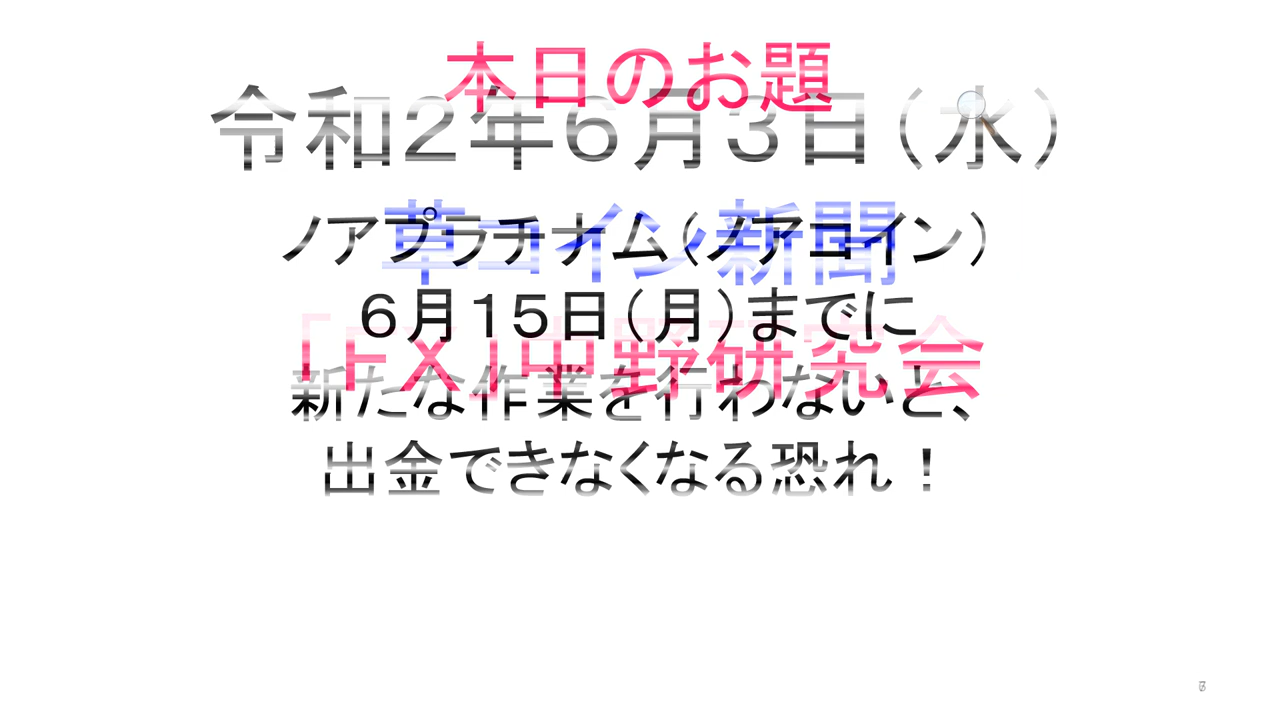 本日のお題
令和2年6月3日(水)
草コイン新聞
ノアプラチナム(ノアコイン)
6月15日(月)までに
「FX」中野研究会
新たな作業を行わないと、
出金できなくなる恐れ！